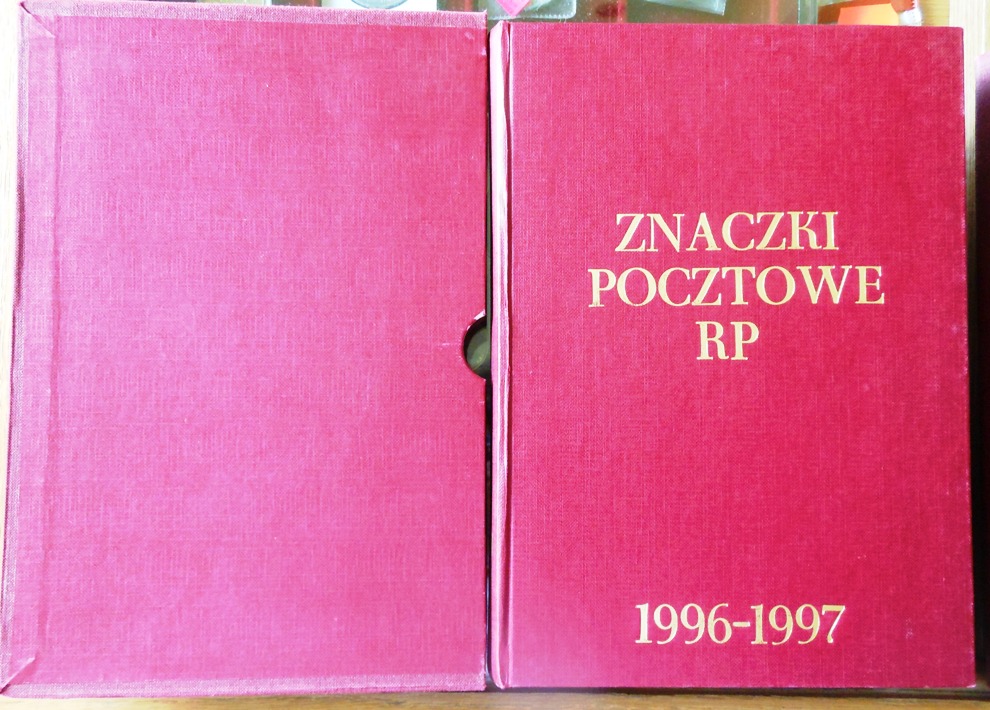 ZNACZKI
POCZTOWE
RP
1996-1997